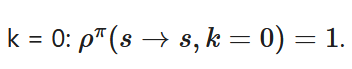 k = 0: ρ^π(s → s, k = 0) = 1.